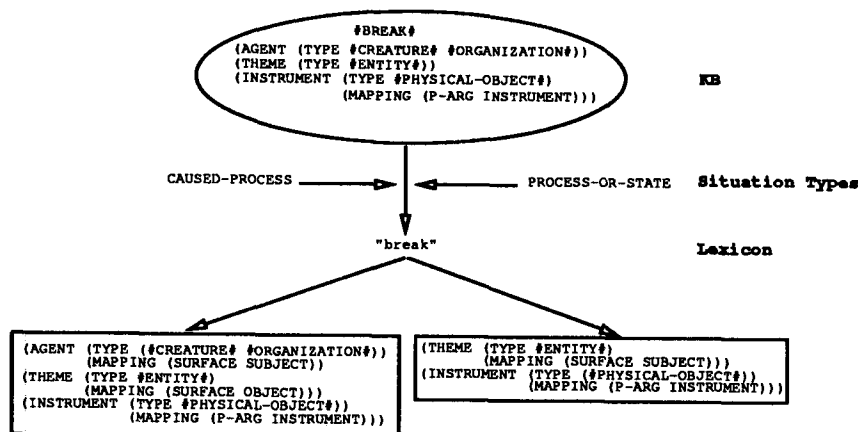 #BREAK#
(AGENT (TYPE #CREATURE# #ORGANIZATION#))
(THEME (TYPE #ENTITY#))
(INSTRUMENT (TYPE #PHYSICAL-OBJECT#)
(MAPPING (P-ARG INSTRUMENT)))
KB
CAUSED-PROCESS
PROCESS-OR-STATE
Situation Types
"break"
Lexicon
(AGENT (TYPE (#CREATURE# #ORGANIZATION#))
(MAPPING (SURFACE SUBJECT))
(THEME (TYPE #ENTITY#)
(MAPPING (SURFACE OBJECT)))
(INSTRUMENT (TYPE #PHYSICAL-OBJECT#))
(MAPPING (P-ARG INSTRUMENT)))
(THEME (TYPE #ENTITY#)
(MAPPING (SURFACE SUBJECT)))
(INSTRUMENT (TYPE (#PHYSICAL-OBJECT#)
(MAPPING (P-ARG INSTRUMENT)))